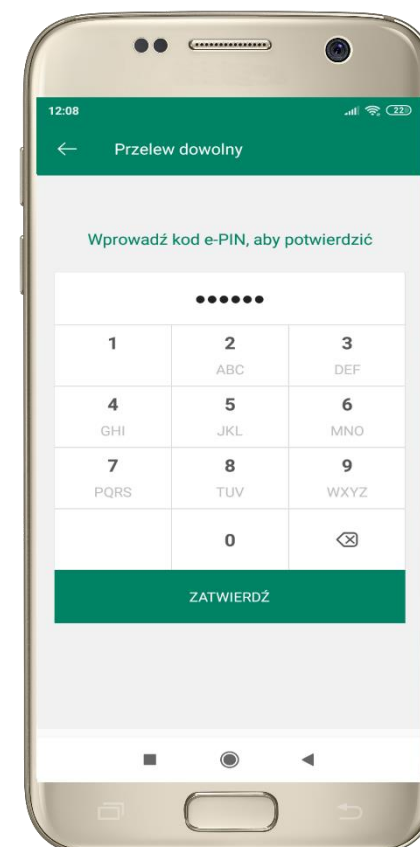 12:08
22
Przelew dowolny
Wprowadź kod e-PIN, aby potwierdzić
1 2 3
ABC DEF
4 5 6
GHI JKL MNO
7 8 9
PQRS TUV WXYZ
0
ZATWIERDŹ